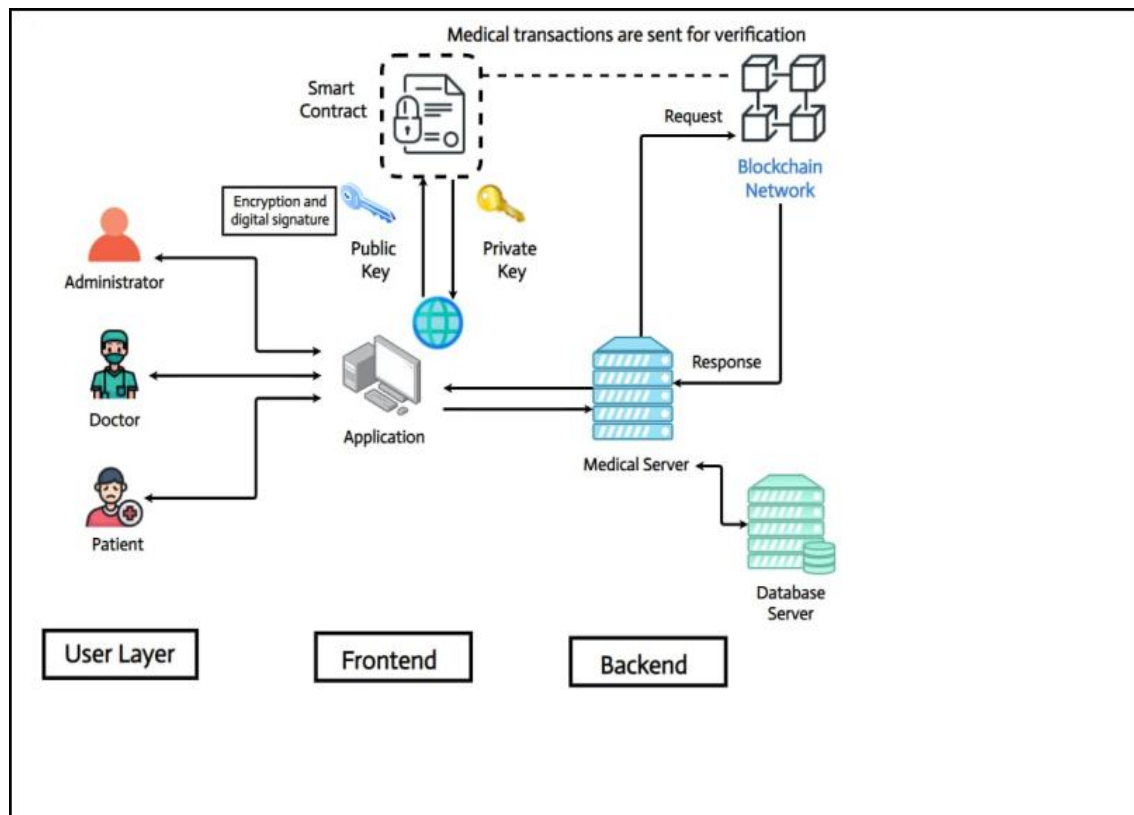 Medical transactions are sent for verification
Smart
Contract
Request
Blockchain
Network
Encryption and
digital signature
Public
Key
Private
Key
Administrator
Doctor
Application
Response
Medical Server
Patient
Database
Server
User Layer
Frontend
Backend